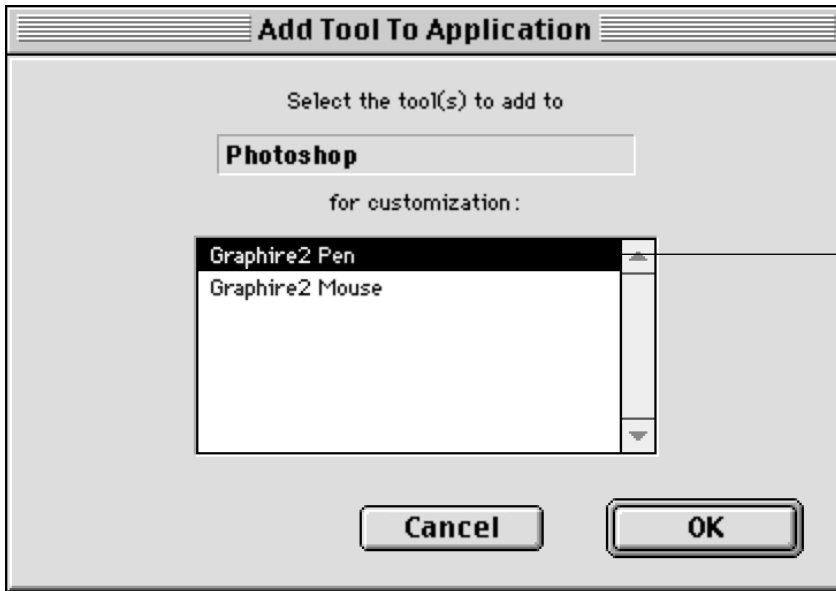 Add Tool To Application
Select the tool(s) to add to
Photoshop
for customization:
Graphire2 Pen
Graphire2 Mouse
Cancel
OK